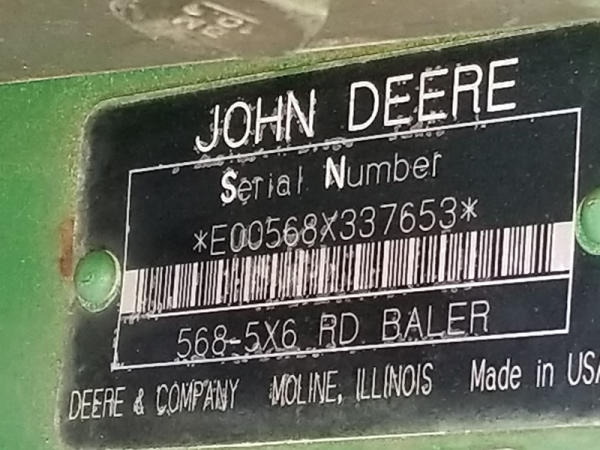 JOHN DEERE
Serial Number
*E00568X337653*
568-5X6 RD BALER
DEERE & COMPANY MOLINE, ILLINOIS Made in USA